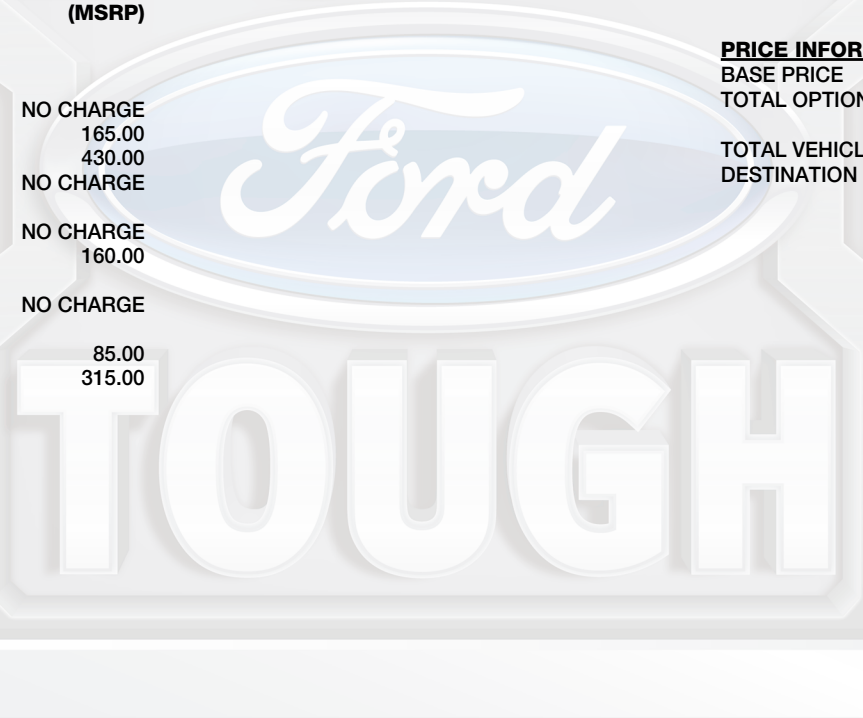 (MSRP)
NO CHARGE
165.00
430.00
NO CHARGE
NO CHARGE
160.00
NO CHARGE
85.00
315.00
PRICE INFOR
BASE PRICE
TOTAL OPTION
TOTAL VEHICL
DESTINATION
Ford
TOUGH